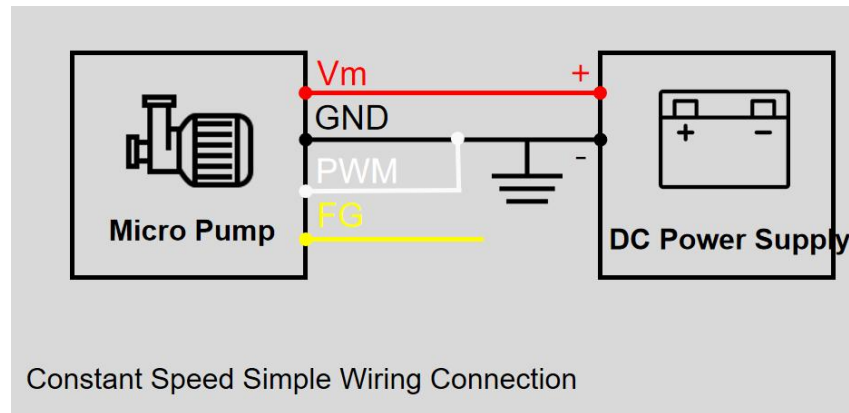 Vm
+
GND
-
PWM
FG
+ -
Micro Pump
DC Power Supply
Constant Speed Simple Wiring Connection